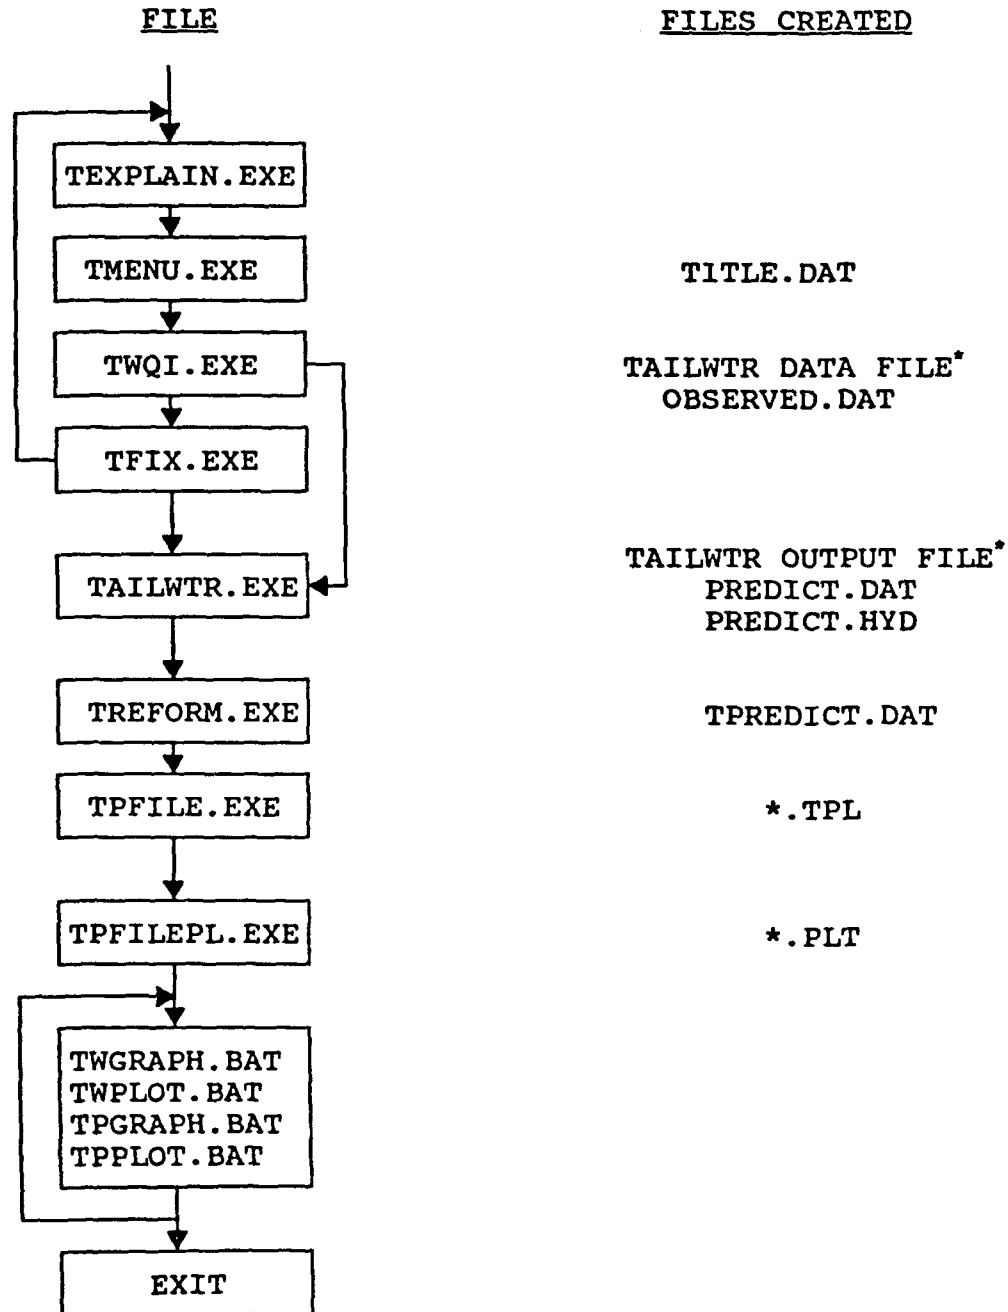 FILE
FILES CREATED
TEXPLAIN.EXE
TMENU.EXE
TITLE.DAT
TWQI.EXE
TAILWTR DATA FILE*
OBSERVED.DAT
TFIX.EXE
TAILWTR.EXE
TAILWTR OUTPUT FILE*
PREDICT.DAT
PREDICT.HYD
TREFORM.EXE
TPREDICT.DAT
TPFILE.EXE
*.TPL
TPFILEPL.EXE
*.PLT
TWGRAPH.BAT
TWPLOT.BAT
TPGRAPH.BAT
TPPLOT.BAT
EXIT